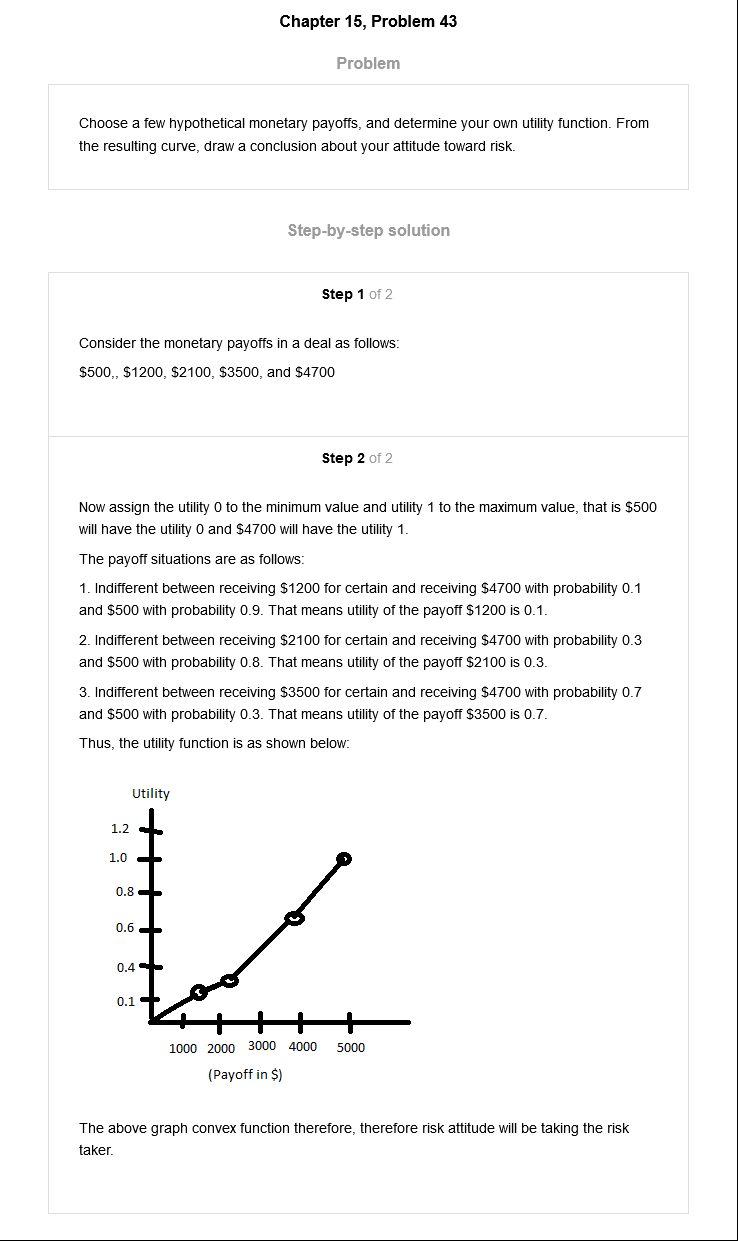 Chapter 15, Problem 43
Problem
Choose a few hypothetical monetary payoffs, and determine your own utility function. From
the resulting curve, draw a conclusion about your attitude toward risk.
Step-by-step solution
Step 1 of 2
Consider the monetary payoffs in a deal as follows:
$500,, $1200, $2100, $3500, and $4700
Step 2 of 2
Now assign the utility 0 to the minimum value and utility 1 to the maximum value, that is $500
will have the utility 0 and $4700 will have the utility 1.
The payoff situations are as follows:
1. Indifferent between receiving $1200 for certain and receiving $4700 with probability 0.1
and $500 with probability 0.9. That means utility of the payoff $1200 is 0.1.
2. Indifferent between receiving $2100 for certain and receiving $4700 with probability 0.3
and $500 with probability 0.8. That means utility of the payoff $2100 is 0.3.
3. Indifferent between receiving $3500 for certain and receiving $4700 with probability 0.7
and $500 with probability 0.3. That means utility of the payoff $3500 is 0.7.
Thus, the utility function is as shown below:
Utility
1.2
1.0
0.8
0.6
0.4
0.1
1000 2000 3000 4000 5000
(Payoff in $)
The above graph convex function therefore, therefore risk attitude will be taking the risk
taker.